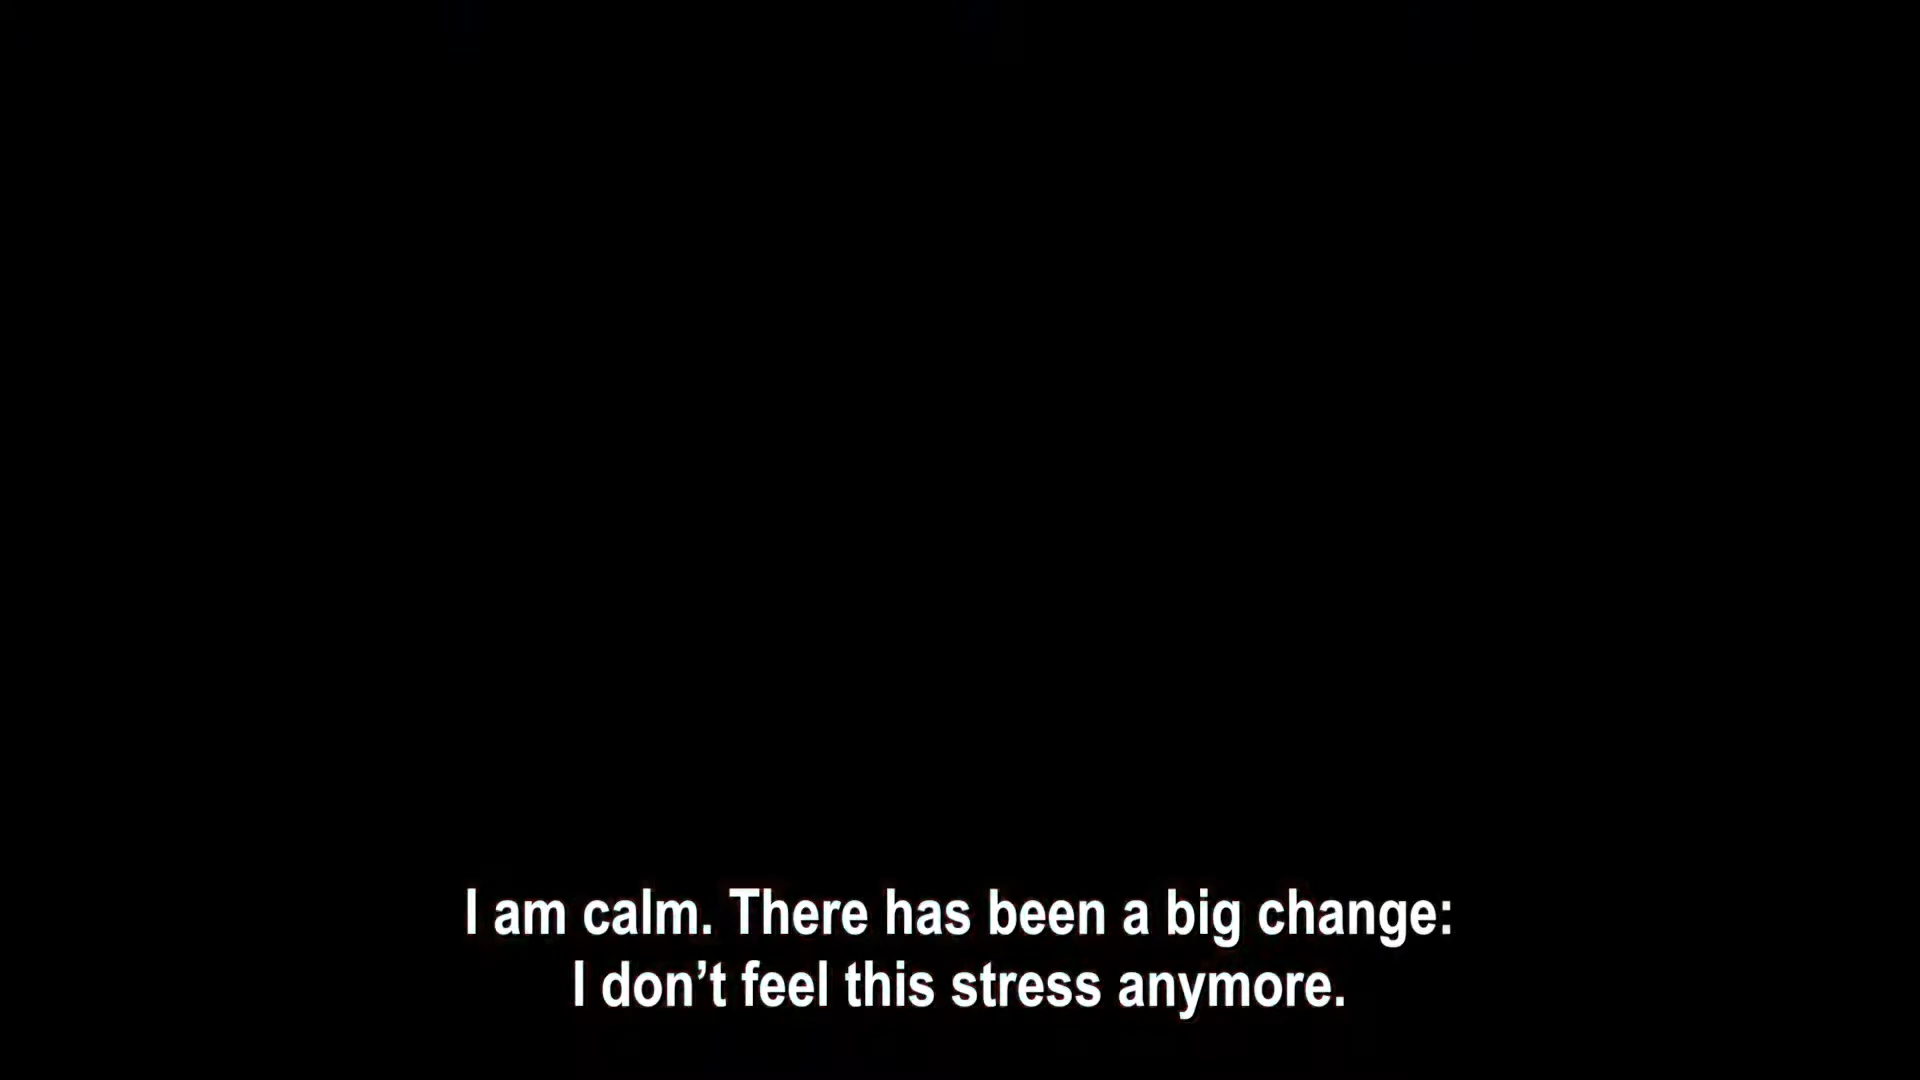 I am calm. There has been a big change:
I don’t feel this stress anymore.